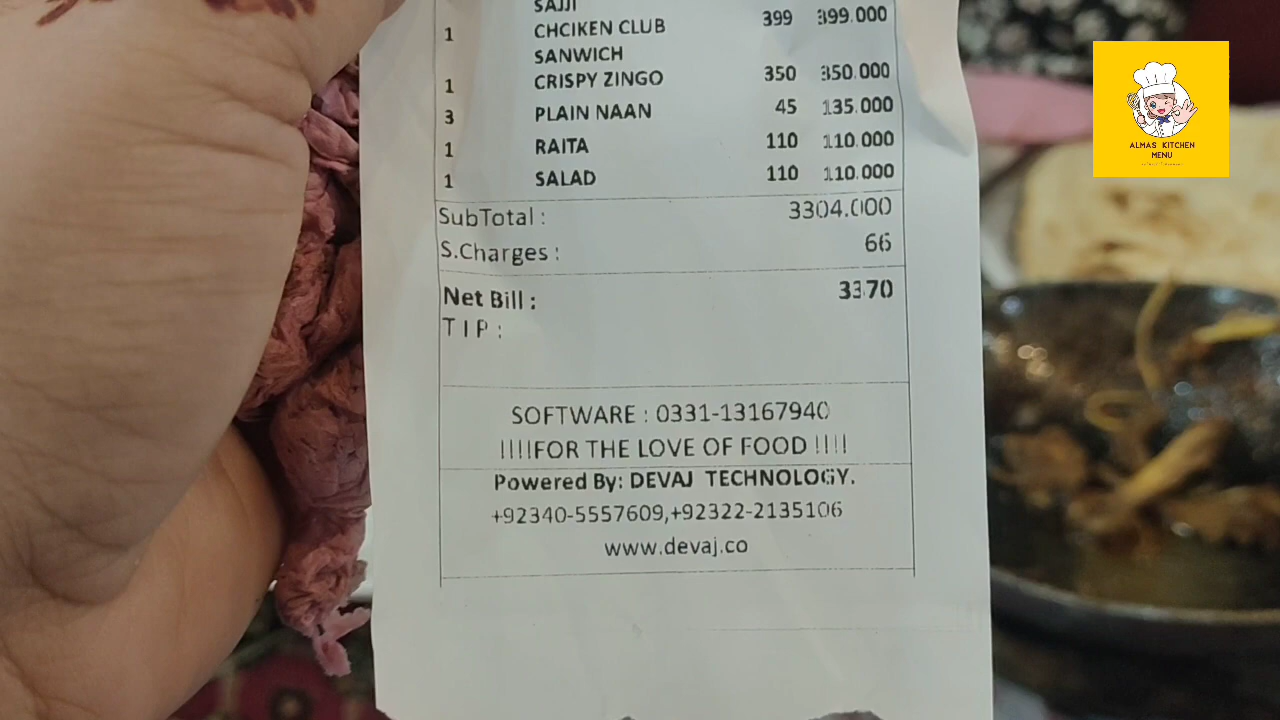 SAJJI
1 CHCIKEN CLUB 399 399.000
SANWICH
1 CRISPY ZINGO 350 350.000
3 PLAIN NAAN 45 135.000
1 RAITA 110 110.000
1 SALAD 110 110.000
SubTotal : 3304.000
S.Charges : 66
Net Bill : 3370
T I P :
SOFTWARE : 0331-13167940
!!!!FOR THE LOVE OF FOOD !!!!
Powered By: DEVAJ TECHNOLOGY.
+92340-5557609,+92322-2135106
www.devaj.co
ALMAS KITCHEN
MENU